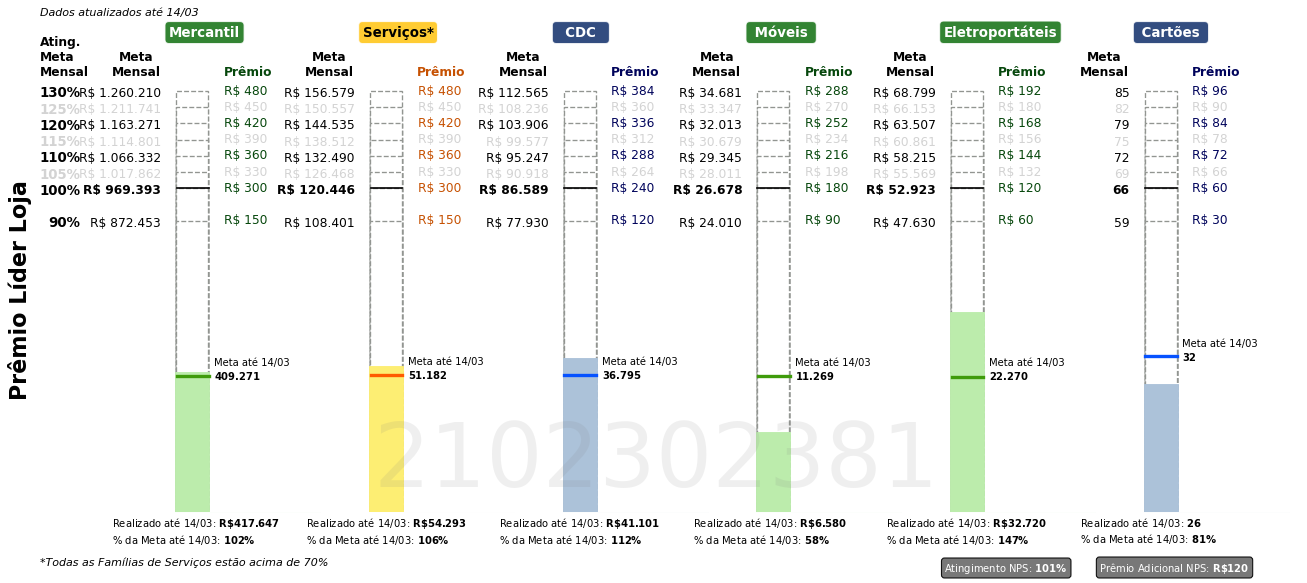 Dados atualizados até 14/03
Mercantil Serviços* CDC Móveis Eletroportáteis Cartões
Ating. Meta Mensal Meta Mensal Prêmio Meta Mensal Prêmio Meta Mensal Prêmio Meta Mensal Prêmio Meta Mensal Prêmio Meta Mensal Prêmio
130% R$ 1.260.210 R$ 480 R$ 156.579 R$ 480 R$ 112.565 R$ 384 R$ 34.681 R$ 288 R$ 68.799 R$ 192 85 R$ 96
125% R$ 1.211.741 R$ 450 R$ 150.557 R$ 450 R$ 108.236 R$ 360 R$ 33.347 R$ 270 R$ 66.153 R$ 180 82 R$ 90
120% R$ 1.163.271 R$ 420 R$ 144.535 R$ 420 R$ 103.906 R$ 336 R$ 32.013 R$ 252 R$ 63.507 R$ 168 79 R$ 84
115% R$ 1.114.801 R$ 390 R$ 138.512 R$ 390 R$ 99.577 R$ 312 R$ 30.679 R$ 234 R$ 60.861 R$ 156 75 R$ 78
110% R$ 1.066.332 R$ 360 R$ 132.490 R$ 360 R$ 95.247 R$ 288 R$ 29.345 R$ 216 R$ 58.215 R$ 144 72 R$ 72
105% R$ 1.017.862 R$ 330 R$ 126.468 R$ 330 R$ 90.918 R$ 264 R$ 28.011 R$ 198 R$ 55.569 R$ 132 69 R$ 66
100% R$ 969.393 R$ 300 R$ 120.446 R$ 300 R$ 86.589 R$ 240 R$ 26.678 R$ 180 R$ 52.923 R$ 120 66 R$ 60
90% R$ 872.453 R$ 150 R$ 108.401 R$ 150 R$ 77.930 R$ 120 R$ 24.010 R$ 90 R$ 47.630 R$ 60 59 R$ 30
Prêmio Líder Loja
Meta até 14/03 Meta até 14/03 Meta até 14/03 Meta até 14/03 Meta até 14/03 Meta até 14/03
409.271 51.182 36.795 11.269 22.270 32
2102302381
Realizado até 14/03: R$417.647 Realizado até 14/03: R$54.293 Realizado até 14/03: R$41.101 Realizado até 14/03: R$6.580 Realizado até 14/03: R$32.720 Realizado até 14/03: 26
% da Meta até 14/03: 102% % da Meta até 14/03: 106% % da Meta até 14/03: 112% % da Meta até 14/03: 58% % da Meta até 14/03: 147% % da Meta até 14/03: 81%
*Todas as Famílias de Serviços estão acima de 70% Atingimento NPS: 101% Prêmio Adicional NPS: R$120